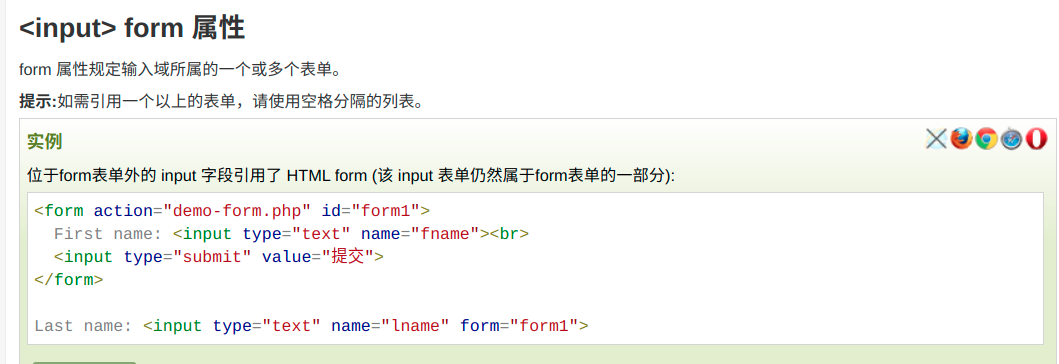 <input> form 属性
form 属性规定输入域所属的一个或多个表单。
提示:如需引用一个以上的表单，请使用空格分隔的列表。
实例
位于form表单外的 input 字段引用了 HTML form (该 input 表单仍然属于form表单的一部分):
<form action="demo-form.php" id="form1">
  First name: <input type="text" name="fname"><br>
  <input type="submit" value="提交">
</form>

Last name: <input type="text" name="lname" form="form1">